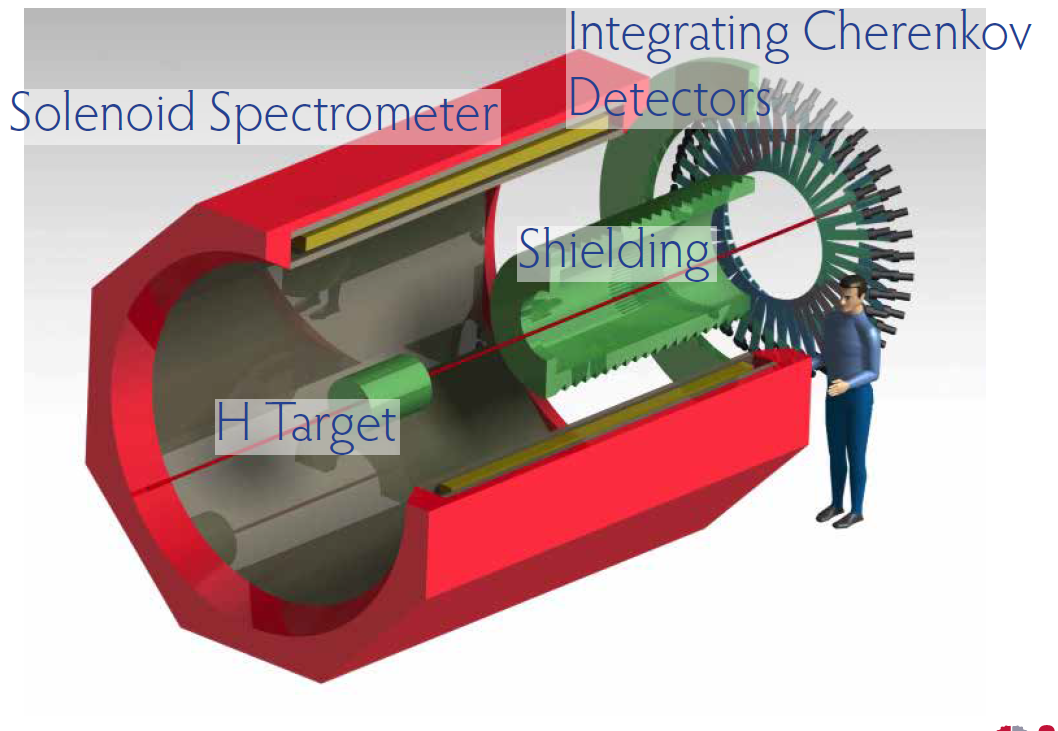 Integrating Cherenkov
Detectors
Solenoid Spectrometer
Shielding
H Target